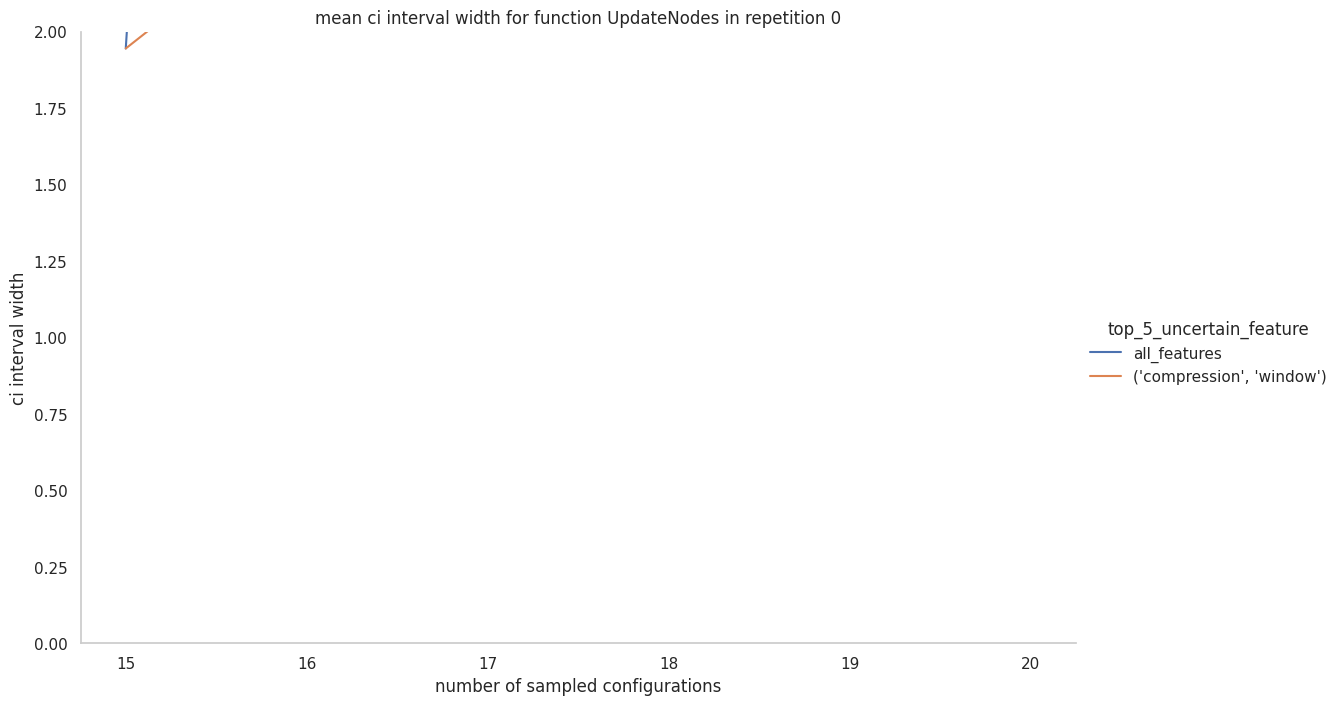 mean ci interval width for function UpdateNodes in repetition 0
2.00
1.75
1.50
1.25
1.00
0.75
0.50
0.25
0.00
ci interval width
15 16 17 18 19 20
number of sampled configurations
top_5_uncertain_feature
all_features
('compression', 'window')